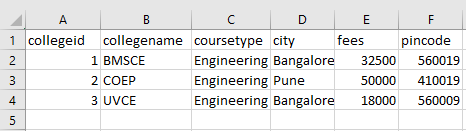 A B C D E F
1 collegeid collegename coursetype city fees pincode
2 1 BMSCE Engineering Bangalore 32500 560019
3 2 COEP Engineering Pune 50000 410019
4 3 UVCE Engineering Bangalore 18000 560009
5